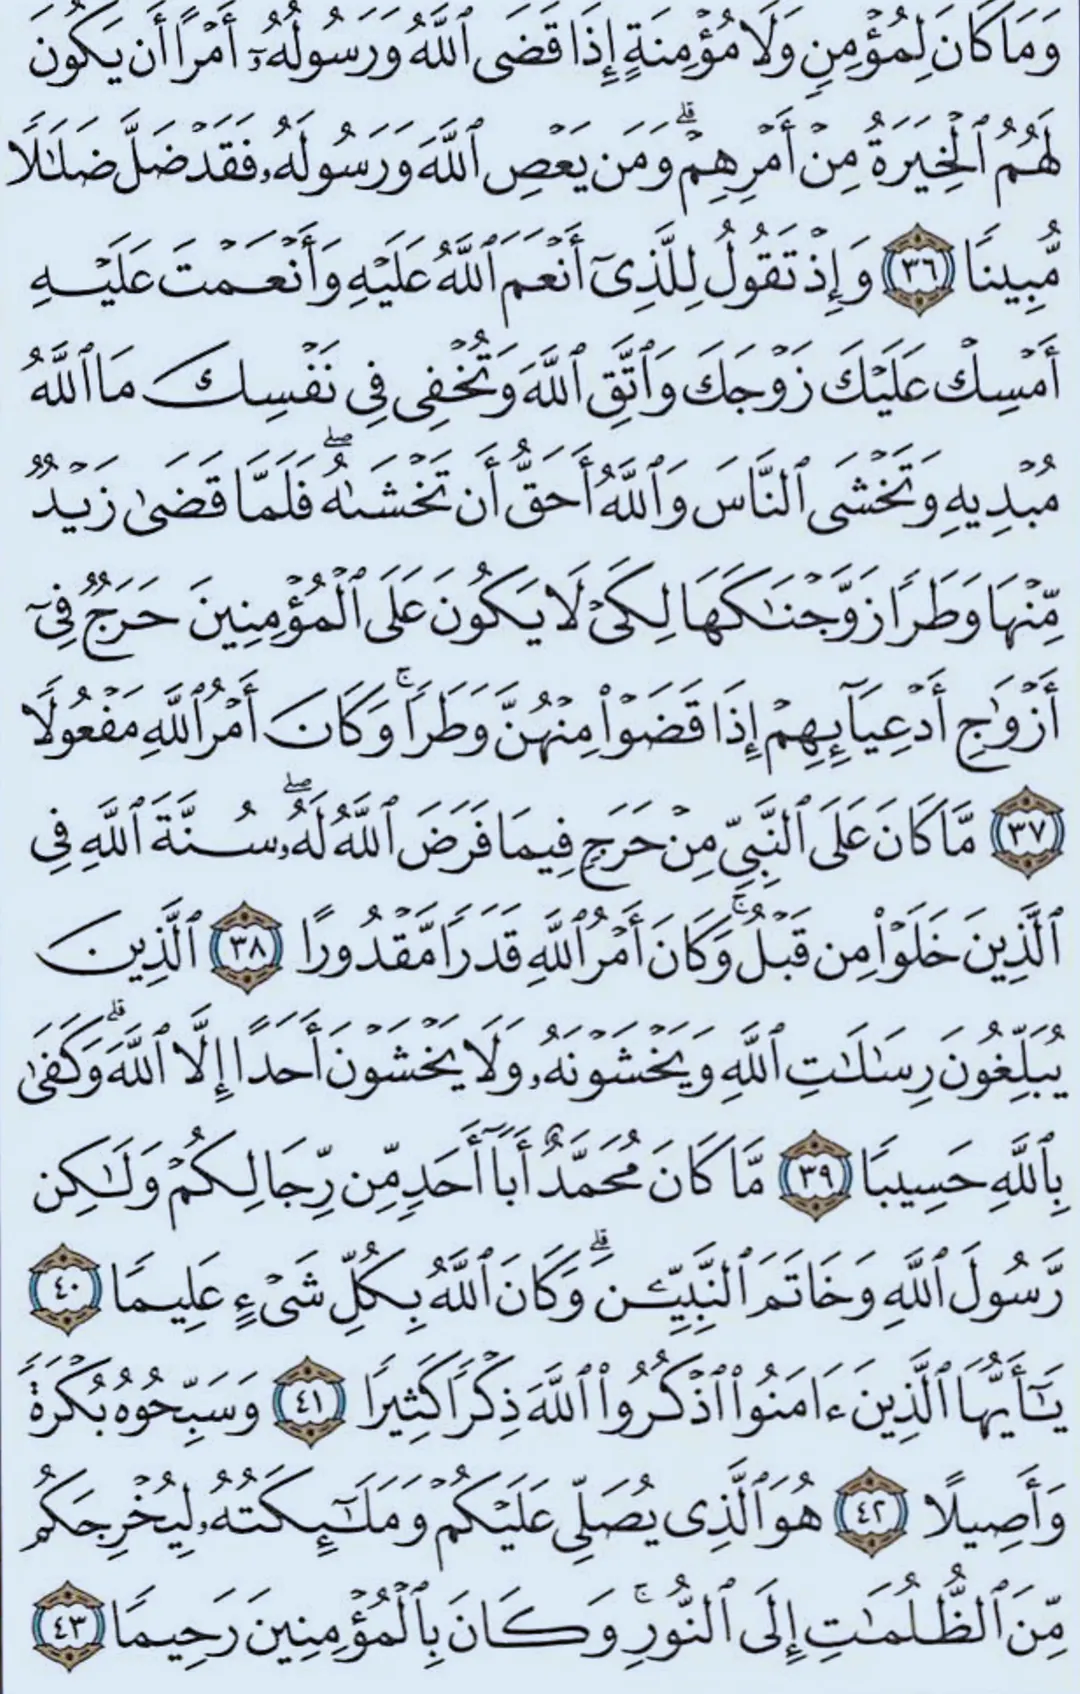 وَمَا كَانَ لِمُؤْمِنٍ وَلَا مُؤْمِنَةٍ إِذَا قَضَى ٱللَّهُ وَرَسُولُهُۥٓ أَمْرًا أَن يَكُونَ
لَهُمُ ٱلْخِيَرَةُ مِنْ أَمْرِهِمْ ۗ وَمَن يَعْصِ ٱللَّهَ وَرَسُولَهُۥ فَقَدْ ضَلَّ ضَلَٰلًا
مُّبِينًا ٣٦ وَإِذْ تَقُولُ لِلَّذِىٓ أَنْعَمَ ٱللَّهُ عَلَيْهِ وَأَنْعَمْتَ عَلَيْهِ
أَمْسِكْ عَلَيْكَ زَوْجَكَ وَٱتَّقِ ٱللَّهَ وَتُخْفِى فِى نَفْسِكَ مَا ٱللَّهُ
مُبْدِيهِ وَتَخْشَى ٱلنَّاسَ وَٱللَّهُ أَحَقُّ أَن تَخْشَىٰهُ ۖ فَلَمَّا قَضَىٰ زَيْدٌ
مِّنْهَا وَطَرًا زَوَّجْنَٰكَهَا لِكَىْ لَا يَكُونَ عَلَى ٱلْمُؤْمِنِينَ حَرَجٌ فِىٓ
أَزْوَٰجِ أَدْعِيَآئِهِمْ إِذَا قَضَوْا۟ مِنْهُنَّ وَطَرًا ۚ وَكَانَ أَمْرُ ٱللَّهِ مَفْعُولًا
٣٧ مَّا كَانَ عَلَى ٱلنَّبِىِّ مِنْ حَرَجٍ فِيمَا فَرَضَ ٱللَّهُ لَهُۥ ۖ سُنَّةَ ٱللَّهِ فِى
ٱلَّذِينَ خَلَوْا۟ مِن قَبْلُ ۚ وَكَانَ أَمْرُ ٱللَّهِ قَدَرًا مَّقْدُورًا ٣٨ ٱلَّذِينَ
يُبَلِّغُونَ رِسَٰلَٰتِ ٱللَّهِ وَيَخْشَوْنَهُۥ وَلَا يَخْشَوْنَ أَحَدًا إِلَّا ٱللَّهَ ۗ وَكَفَىٰ
بِٱللَّهِ حَسِيبًا ٣٩ مَّا كَانَ مُحَمَّدٌ أَبَآ أَحَدٍ مِّن رِّجَالِكُمْ وَلَٰكِن
رَّسُولَ ٱللَّهِ وَخَاتَمَ ٱلنَّبِيِّـۧنَ ۗ وَكَانَ ٱللَّهُ بِكُلِّ شَىْءٍ عَلِيمًا ٤٠
يَٰٓأَيُّهَا ٱلَّذِينَ ءَامَنُوا۟ ٱذْكُرُوا۟ ٱللَّهَ ذِكْرًا كَثِيرًا ٤١ وَسَبِّحُوهُ بُكْرَةً
وَأَصِيلًا ٤٢ هُوَ ٱلَّذِى يُصَلِّى عَلَيْكُمْ وَمَلَٰٓئِكَتُهُۥ لِيُخْرِجَكُم
مِّنَ ٱلظُّلُمَٰتِ إِلَى ٱلنُّورِ ۚ وَكَانَ بِٱلْمُؤْمِنِينَ رَحِيمًا ٤٣